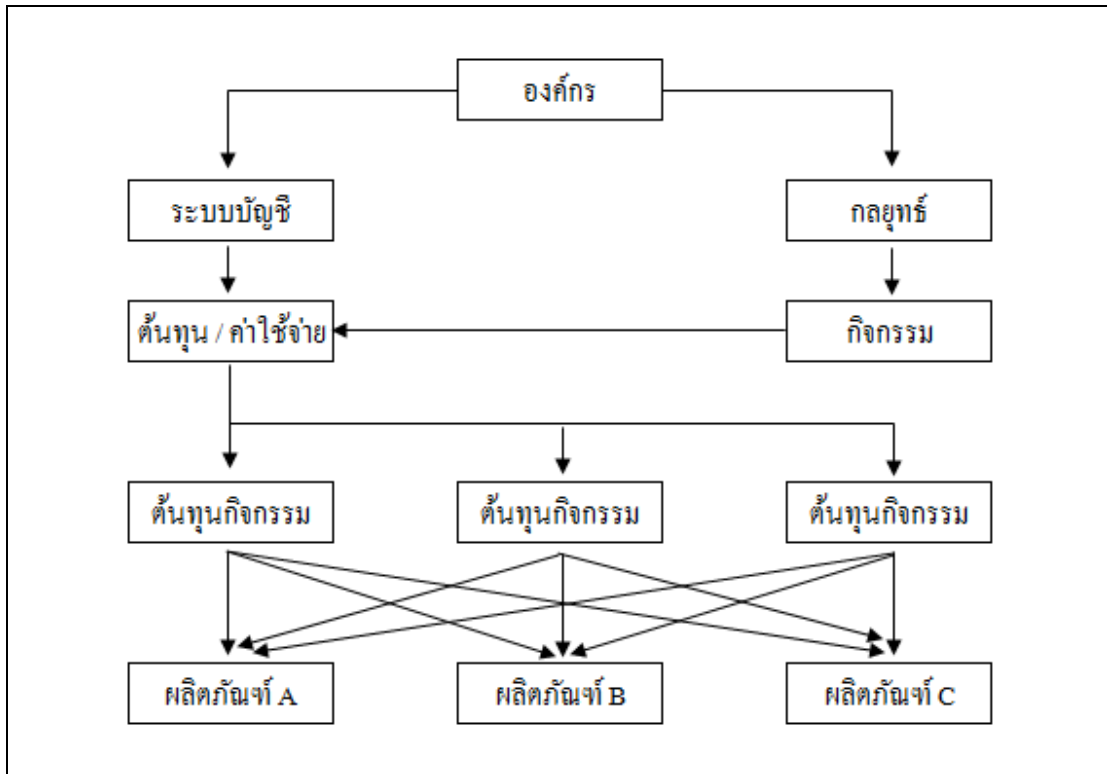 องค์กร
ระบบบัญชี
กลยุทธ์
ต้นทุน / ค่าใช้จ่าย
กิจกรรม
ต้นทุนกิจกรรม
ต้นทุนกิจกรรม
ต้นทุนกิจกรรม
ผลิตภัณฑ์ A
ผลิตภัณฑ์ B
ผลิตภัณฑ์ C